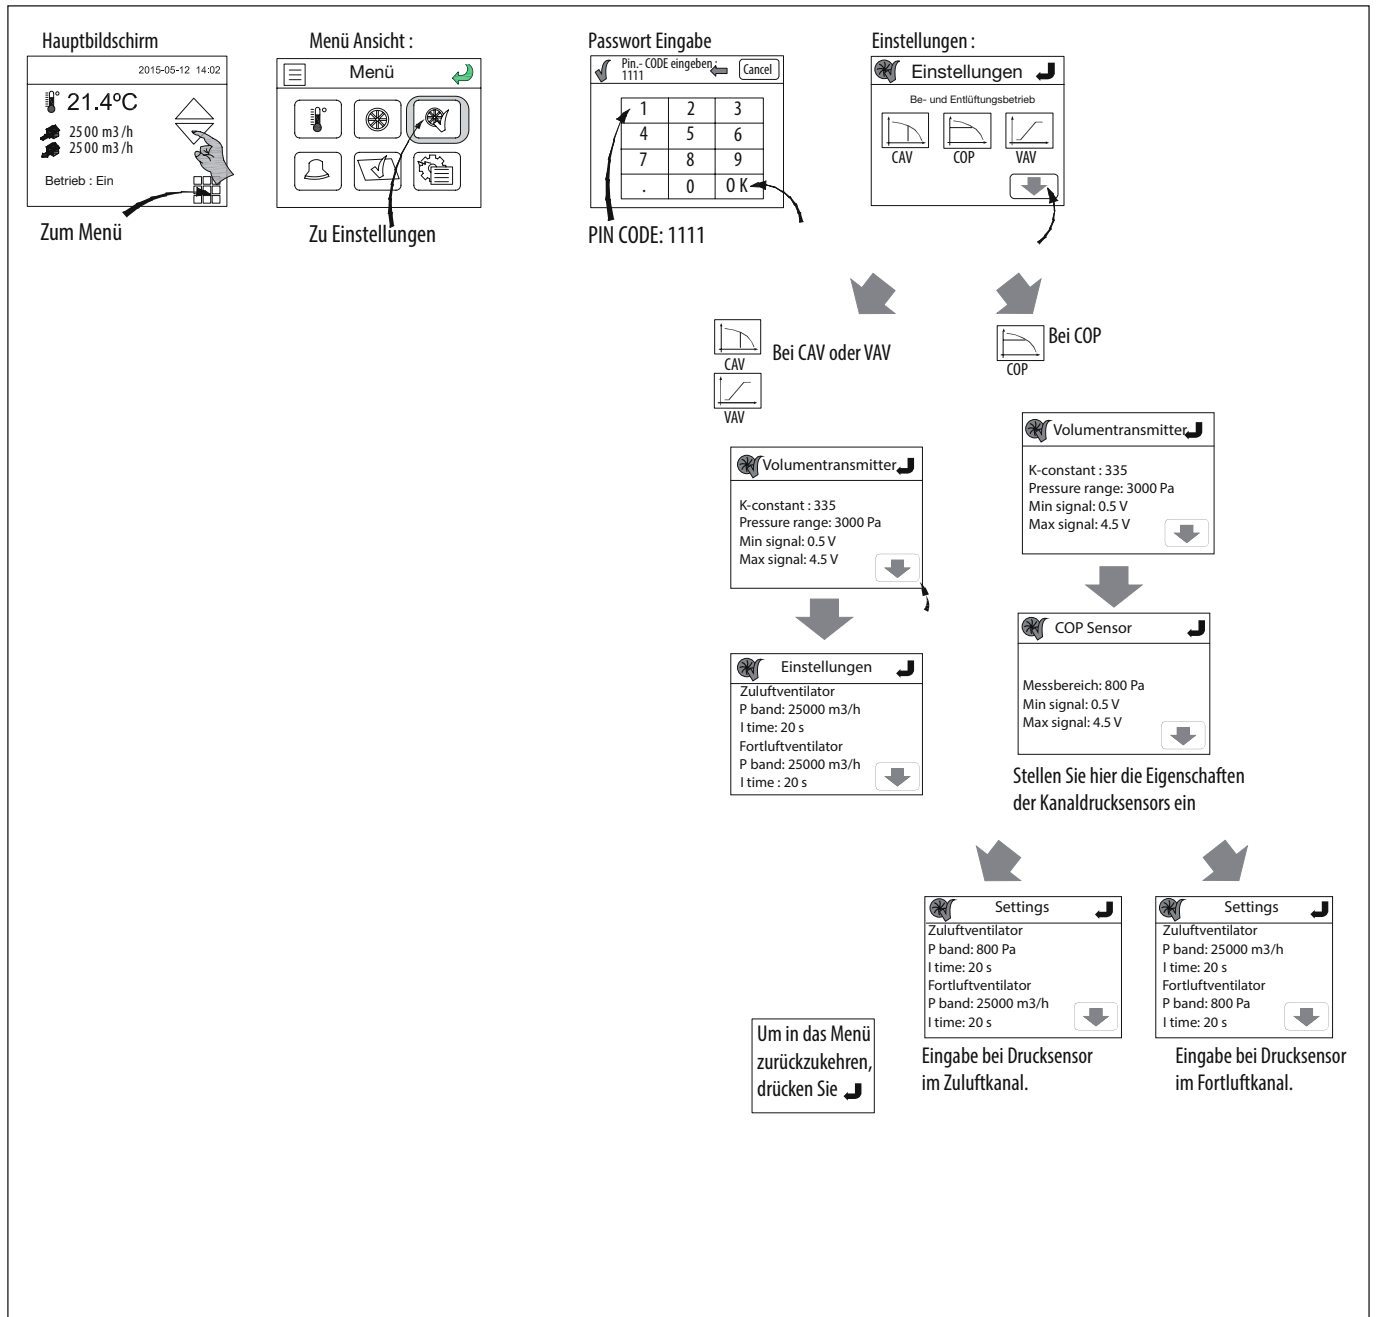 Hauptbildschirm
2015-05-12 14:02
21.4ºC
2500 m3/h
2500 m3/h
Betrieb : Ein
Zum Menü
Menü Ansicht :
Menü
Zu Einstellungen
Passwort Eingabe
Pin.- CODE eingeben :
1111
Cancel
1 2 3
4 5 6
7 8 9
. 0 OK
PIN CODE: 1111
Einstellungen :
Einstellungen
Be- und Entlüftungsbetrieb
CAV COP VAV
CAV
VAV
Bei CAV oder VAV
Volumentransmitter
K-constant : 335
Pressure range: 3000 Pa
Min signal: 0.5 V
Max signal: 4.5 V
Einstellungen
Zuluftventilator
P band: 25000 m3/h
I time: 20 s
Fortluftventilator
P band: 25000 m3/h
I time : 20 s
COP
Bei COP
Volumentransmitter
K-constant : 335
Pressure range: 3000 Pa
Min signal: 0.5 V
Max signal: 4.5 V
COP Sensor
Messbereich: 800 Pa
Min signal: 0.5 V
Max signal: 4.5 V
Stellen Sie hier die Eigenschaften
der Kanaldrucksensors ein
Settings
Zuluftventilator
P band: 800 Pa
I time: 20 s
Fortluftventilator
P band: 25000 m3/h
I time: 20 s
Eingabe bei Drucksensor
im Zuluftkanal.
Settings
Zuluftventilator
P band: 25000 m3/h
I time: 20 s
Fortluftventilator
P band: 800 Pa
I time: 20 s
Eingabe bei Drucksensor
im Fortluftkanal.
Um in das Menü
zurückzukehren,
drücken Sie